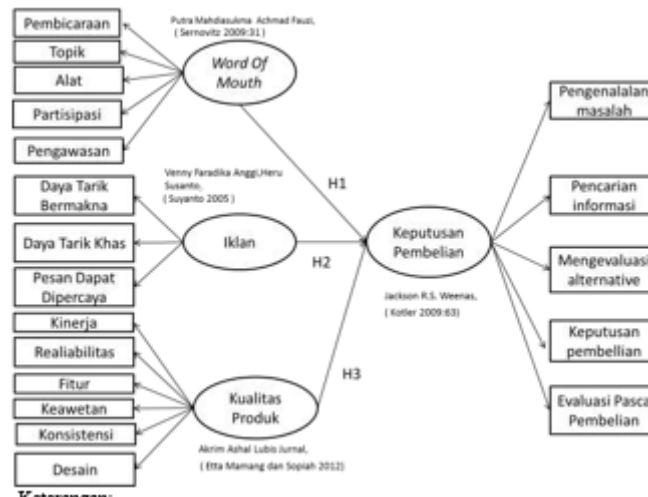 Pembicaraan
Topik
Alat
Partisipasi
Pengawasan
Putra Mahdiasukma Achmad Fauzi,
( Sernovitz 2009:31 )
Word Of
Mouth
H1
Daya Tarik
Bermakna
Daya Tarik Khas
Pesan Dapat
Dipercaya
Venny Faradika Anggi,Heru
Susanto,
( Suyanto 2005 )
Iklan
H2
Kinerja
Realiabilitas
Fitur
Keawetan
Konsistensi
Desain
Kualitas
Produk
H3
Akrim Ashal Lubis Jurnal,
( Etta Mamang dan Sopiah 2012)
Keputusan
Pembelian
Jackson R.S. Weenas,
( Kotler 2009:63)
Pengenalalan
masalah
Pencarian
informasi
Mengevaluasi
alternative
Keputusan
pembellian
Evaluasi Pasca
Pembelian
Keterangan: